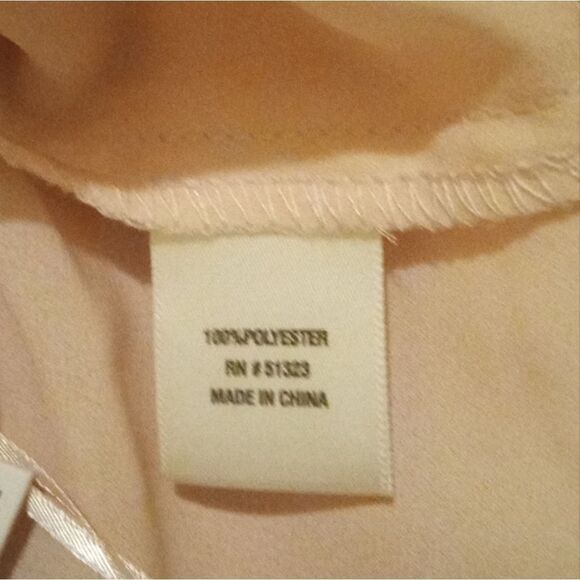 100%POLYESTER
RN # 51323
MADE IN CHINA